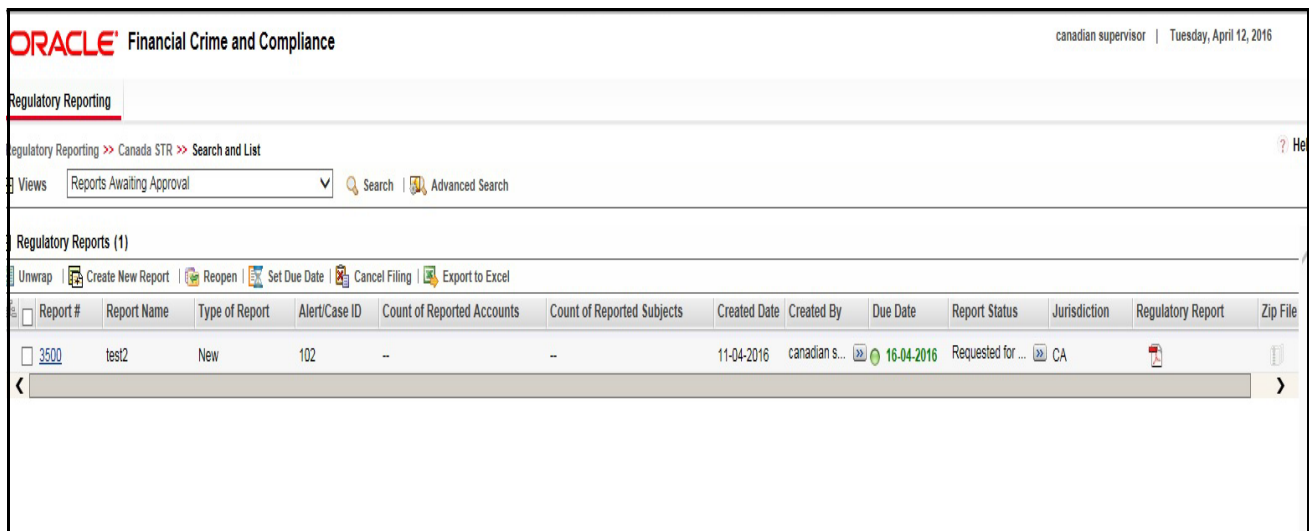 ORACLE Financial Crime and Compliance
canadian supervisor | Tuesday, April 12, 2016
Regulatory Reporting
Regulatory Reporting >> Canada STR >> Search and List
? Hel
Views Reports Awaiting Approval Search | Advanced Search
Regulatory Reports (1)
Unwrap | Create New Report | Reopen | Set Due Date | Cancel Filing | Export to Excel
Report # Report Name Type of Report Alert/Case ID Count of Reported Accounts Count of Reported Subjects Created Date Created By Due Date Report Status Jurisdiction Regulatory Report Zip File
3500 test2 New 102 -- -- 11-04-2016 canadian s... >> 16-04-2016 Requested for ... >> CA